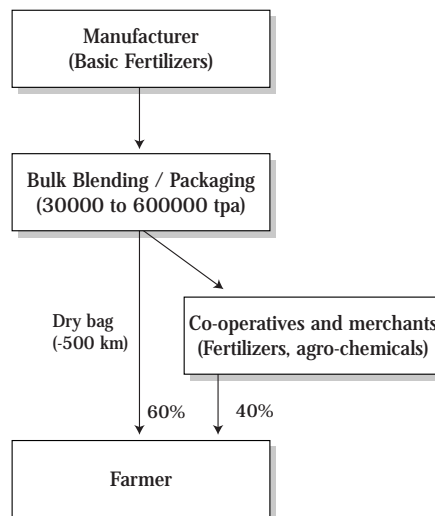 Manufacturer
(Basic Fertilizers)
Bulk Blending / Packaging
(30000 to 600000 tpa)
Dry bag
(-500 km)
Co-operatives and merchants
(Fertilizers, agro-chemicals)
60%
40%
Farmer